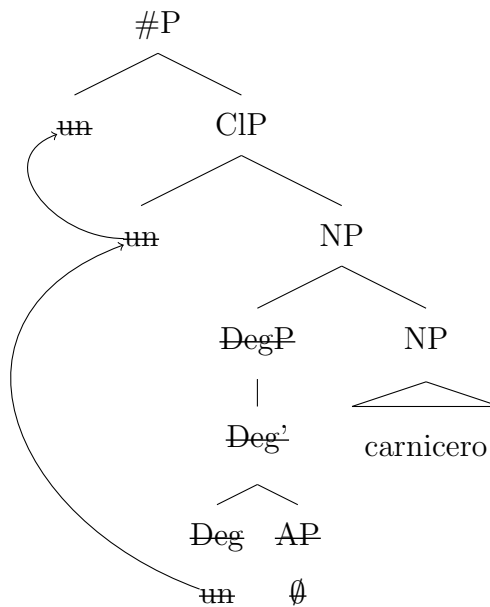 #P
un ClP
un NP
DegP NP
Deg' carnicero
Deg AP
un ∅